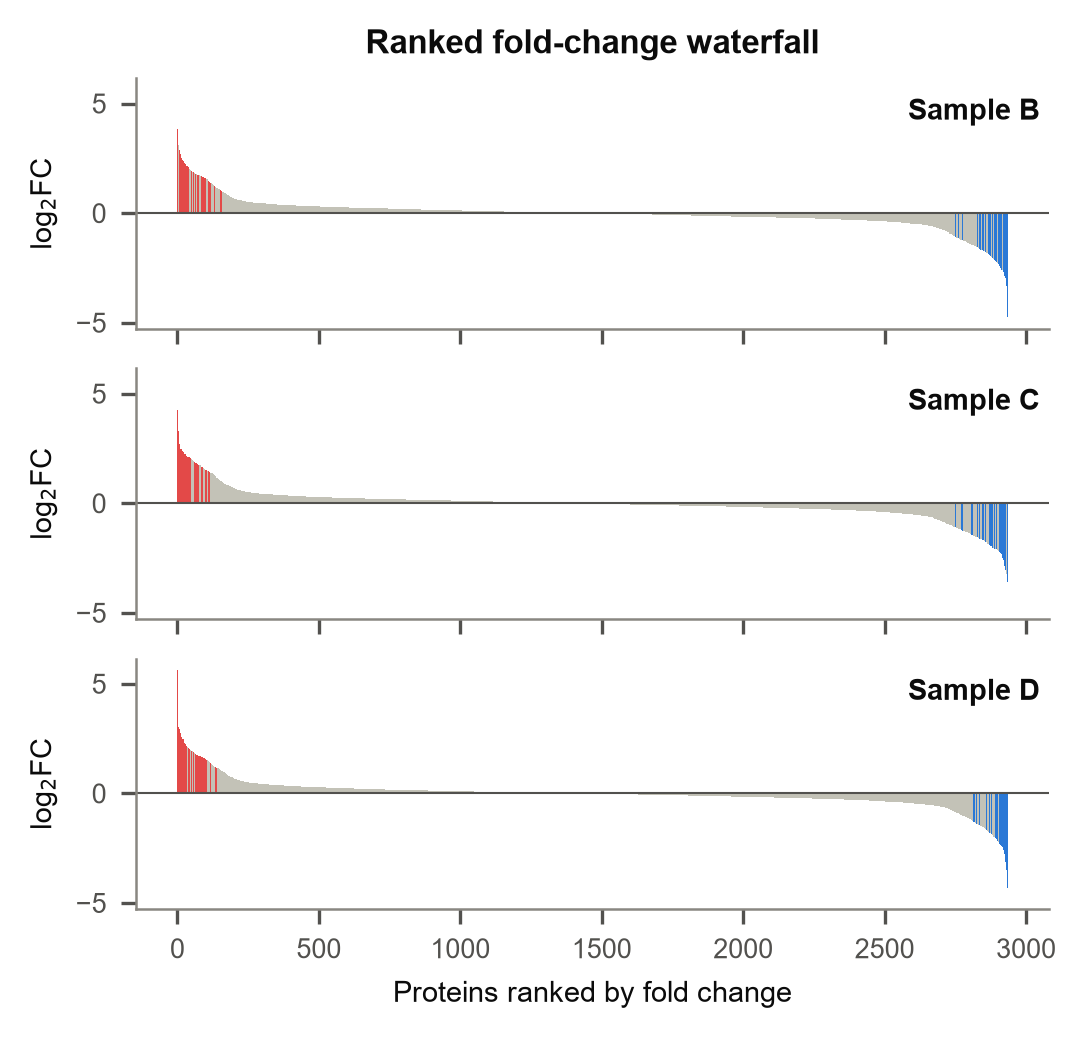 Ranked fold-change waterfall
Sample B
5
0
−5
log₂FC
Sample C
5
0
−5
log₂FC
Sample D
5
0
−5
log₂FC
0 500 1000 1500 2000 2500 3000
Proteins ranked by fold change